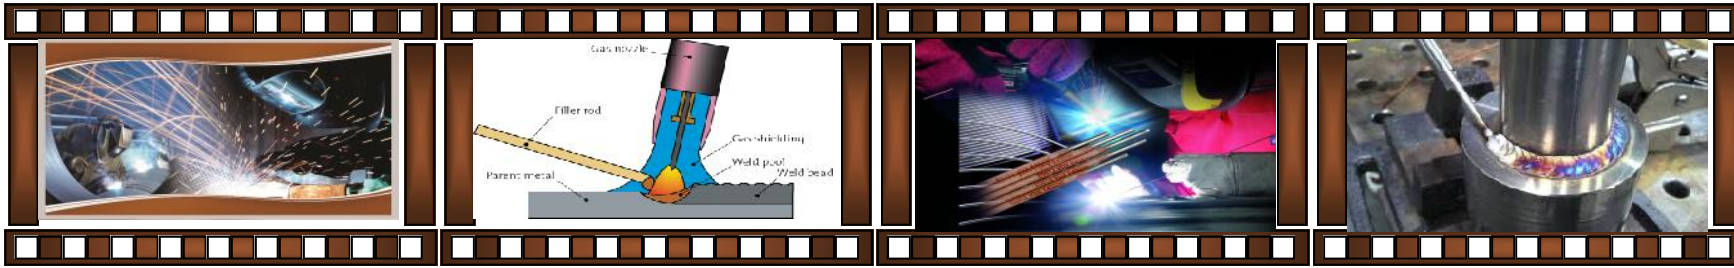 Gas nozzle
Filler rod
Gas shielding
Weld pool
Weld bead
Parent metal